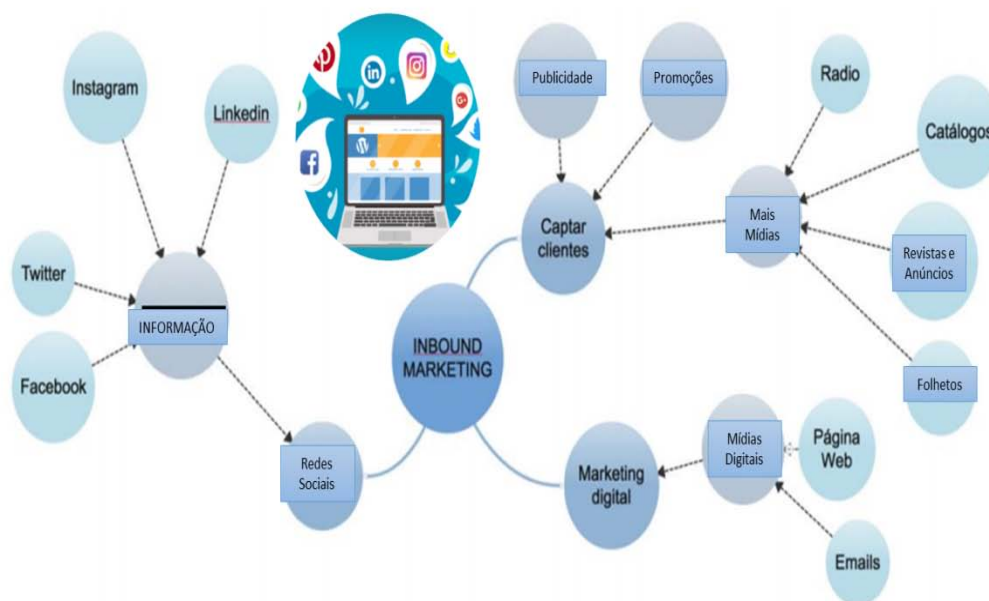 Instagram
Linkedin
Twitter
Facebook
INFORMAÇÃO
Redes
Sociais
INBOUND
MARKETING
Publicidade
Promoções
Captar
clientes
Radio
Catálogos
Mais
Mídias
Revistas e
Anúncios
Folhetos
Marketing
digital
Mídias
Digitais
Página
Web
Emails